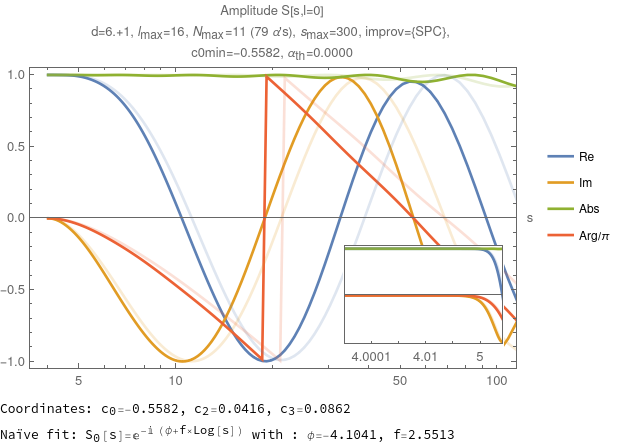 Amplitude S[s,l=0]
d=6.+1, lmax=16, Nmax=11 (79 α's), smax=300, improv={SPC},
c0min=-0.5582, αth=0.0000
1.0
0.5
0.0
-0.5
-1.0
5
10
50
100
s
4.0001
4.01
5
Re
Im
Abs
Arg/π
Coordinates: c0=-0.5582, c2=0.0416, c3=0.0862
Naïve fit: S0[s]=e^-i (ϕ+f×Log[s]) with : ϕ=-4.1041, f=2.5513